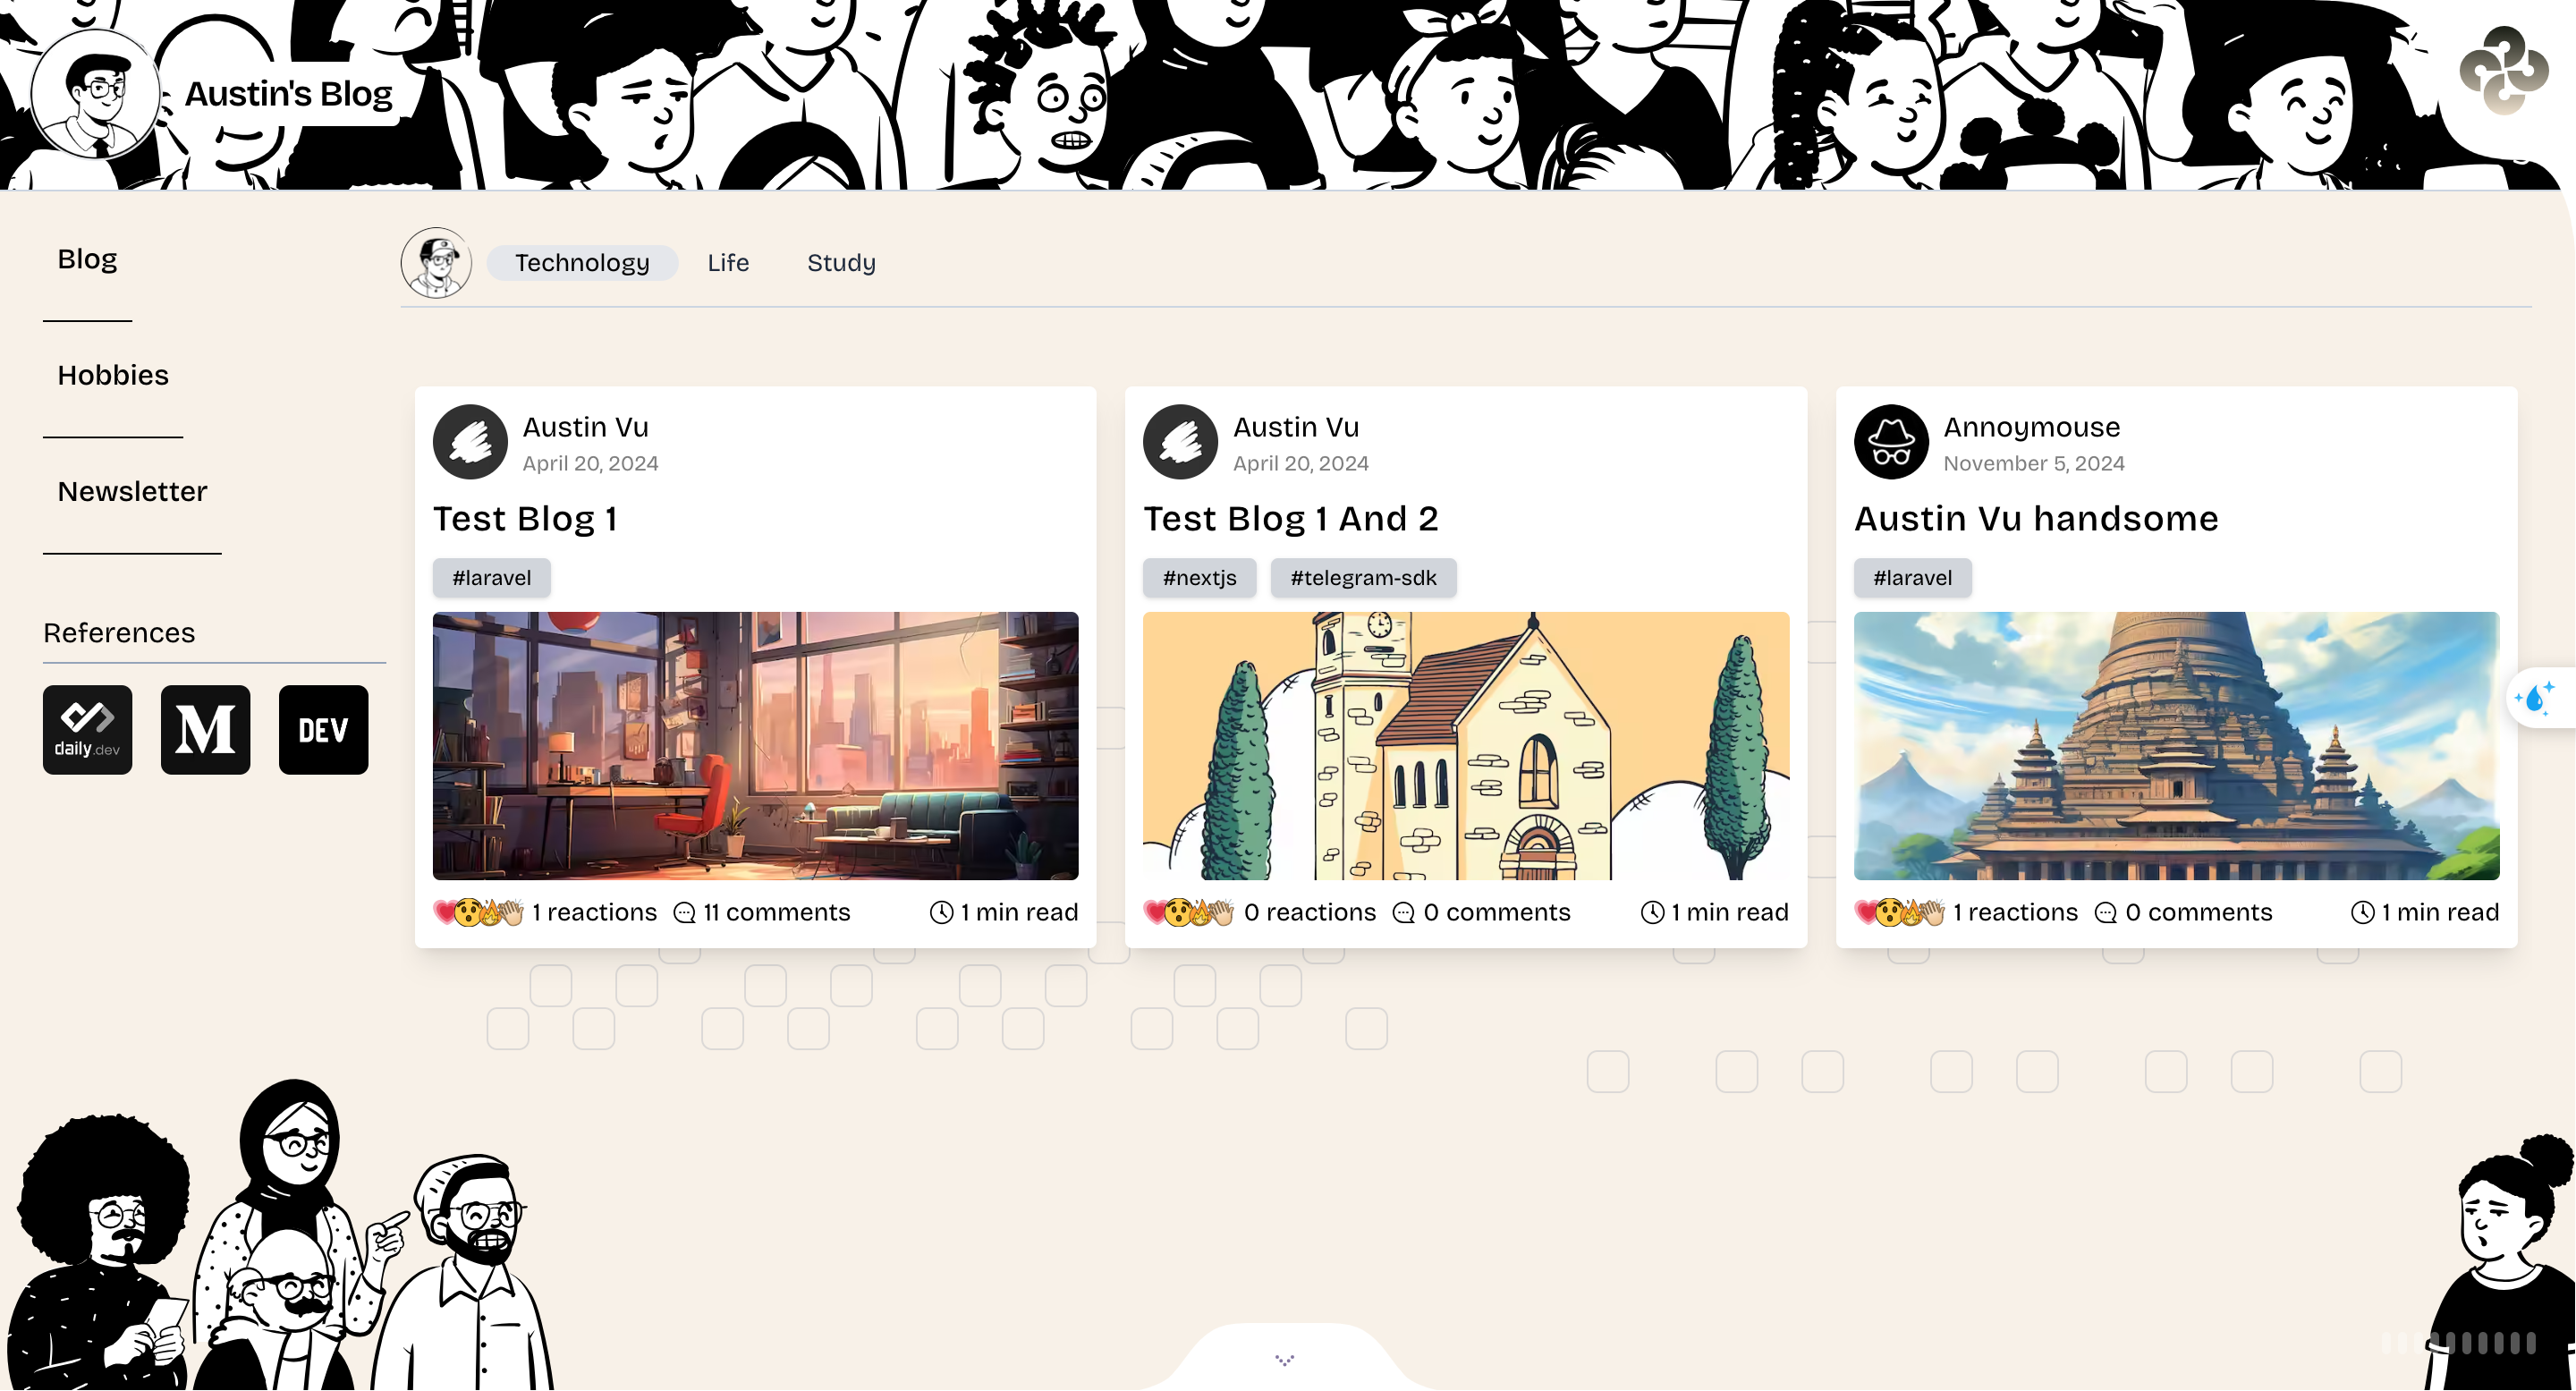 Austin's Blog
Blog
Hobbies
Newsletter
References
daily.dev
M
DEV
Technology
Life
Study
Austin Vu
April 20, 2024
Test Blog 1
#laravel
1 reactions
11 comments
1 min read
Austin Vu
April 20, 2024
Test Blog 1 And 2
#nextjs
#telegram-sdk
0 reactions
0 comments
1 min read
Annoymouse
November 5, 2024
Austin Vu handsome
#laravel
1 reactions
0 comments
1 min read